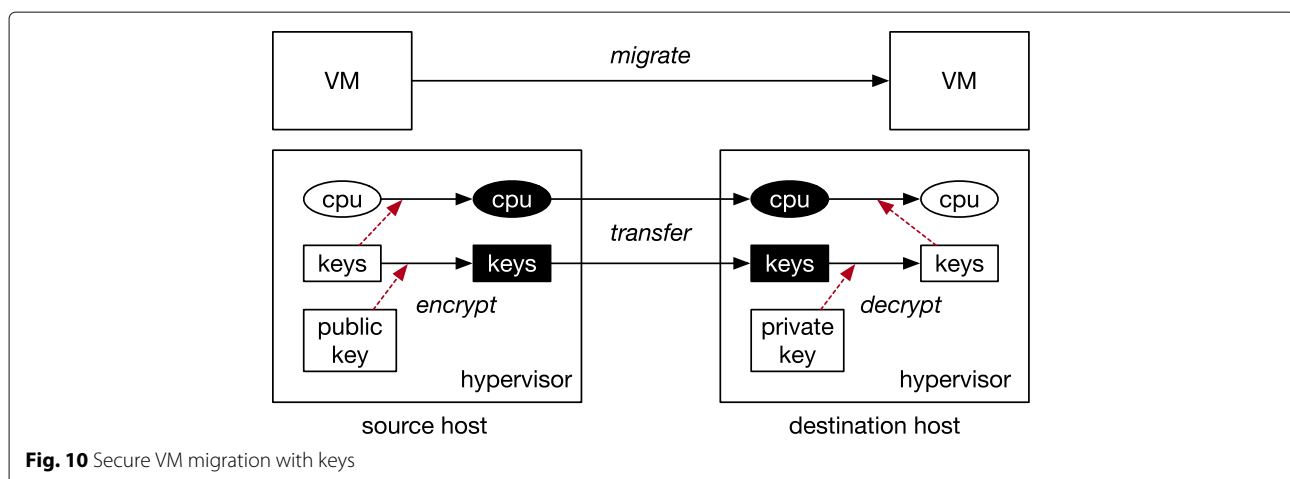 VM
migrate
VM
cpu
cpu
cpu
cpu
transfer
keys
keys
keys
keys
encrypt
decrypt
public
key
private
key
hypervisor
hypervisor
source host
destination host
Fig. 10 Secure VM migration with keys